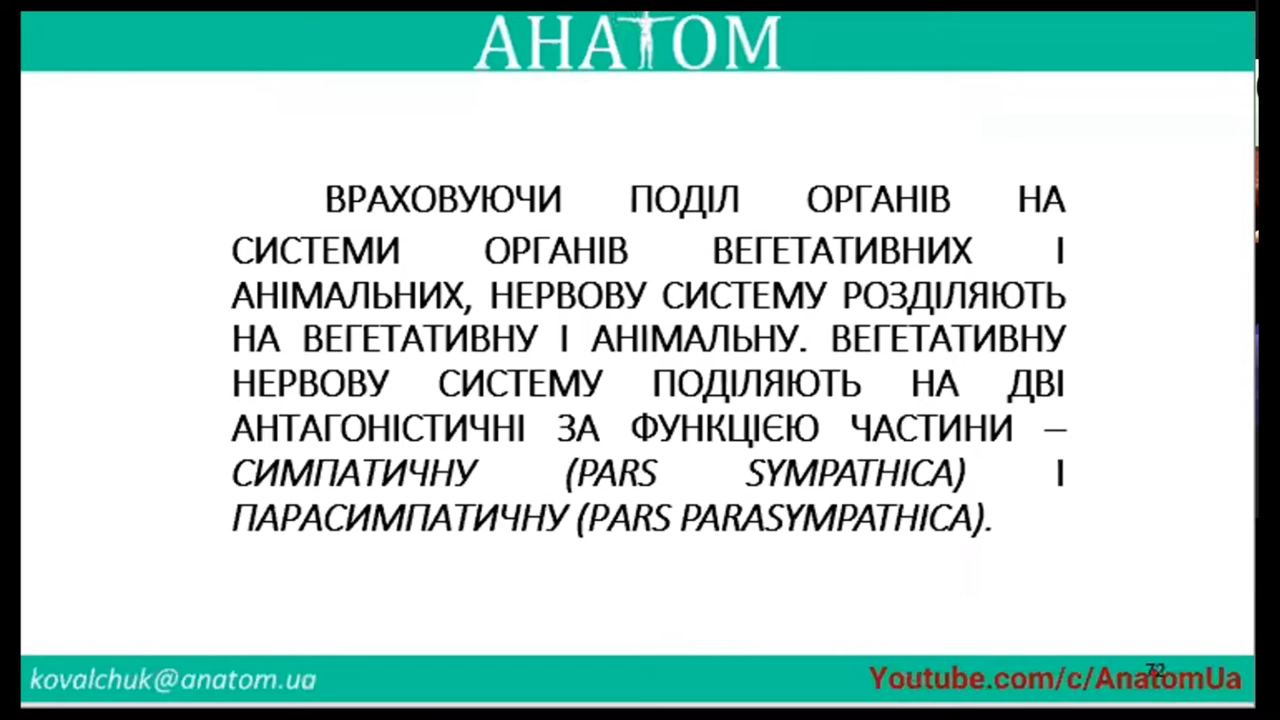 АНАТОМ
ВРАХОВУЮЧИ ПОДІЛ ОРГАНІВ НА
СИСТЕМИ ОРГАНІВ ВЕГЕТАТИВНИХ І
АНІМАЛЬНИХ, НЕРВОВУ СИСТЕМУ РОЗДІЛЯЮТЬ
НА ВЕГЕТАТИВНУ І АНІМАЛЬНУ. ВЕГЕТАТИВНУ
НЕРВОВУ СИСТЕМУ ПОДІЛЯЮТЬ НА ДВІ
АНТАГОНІСТИЧНІ ЗА ФУНКЦІЄЮ ЧАСТИНИ –
СИМПАТИЧНУ (PARS SYMPATHICA) І
ПАРАСИМПАТИЧНУ (PARS PARASYMPATHICA).
kovalchuk@anatom.ua
Youtube.com/c/AnatomUa
72